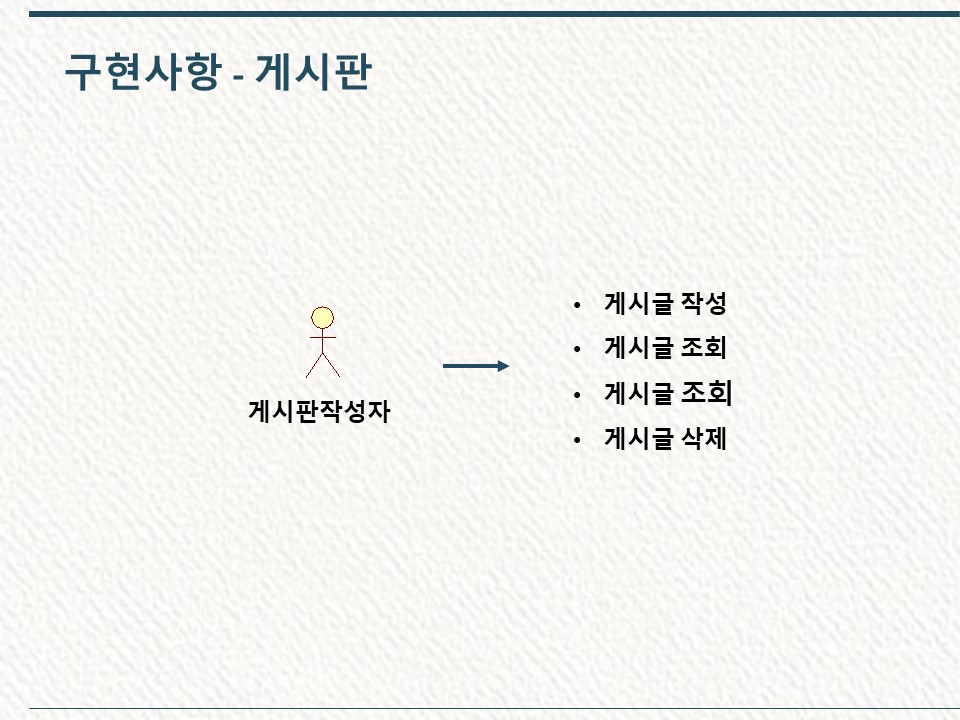 구현사항 - 게시판
게시판작성자
• 게시글 작성
• 게시글 조회
• 게시글 조회
• 게시글 삭제